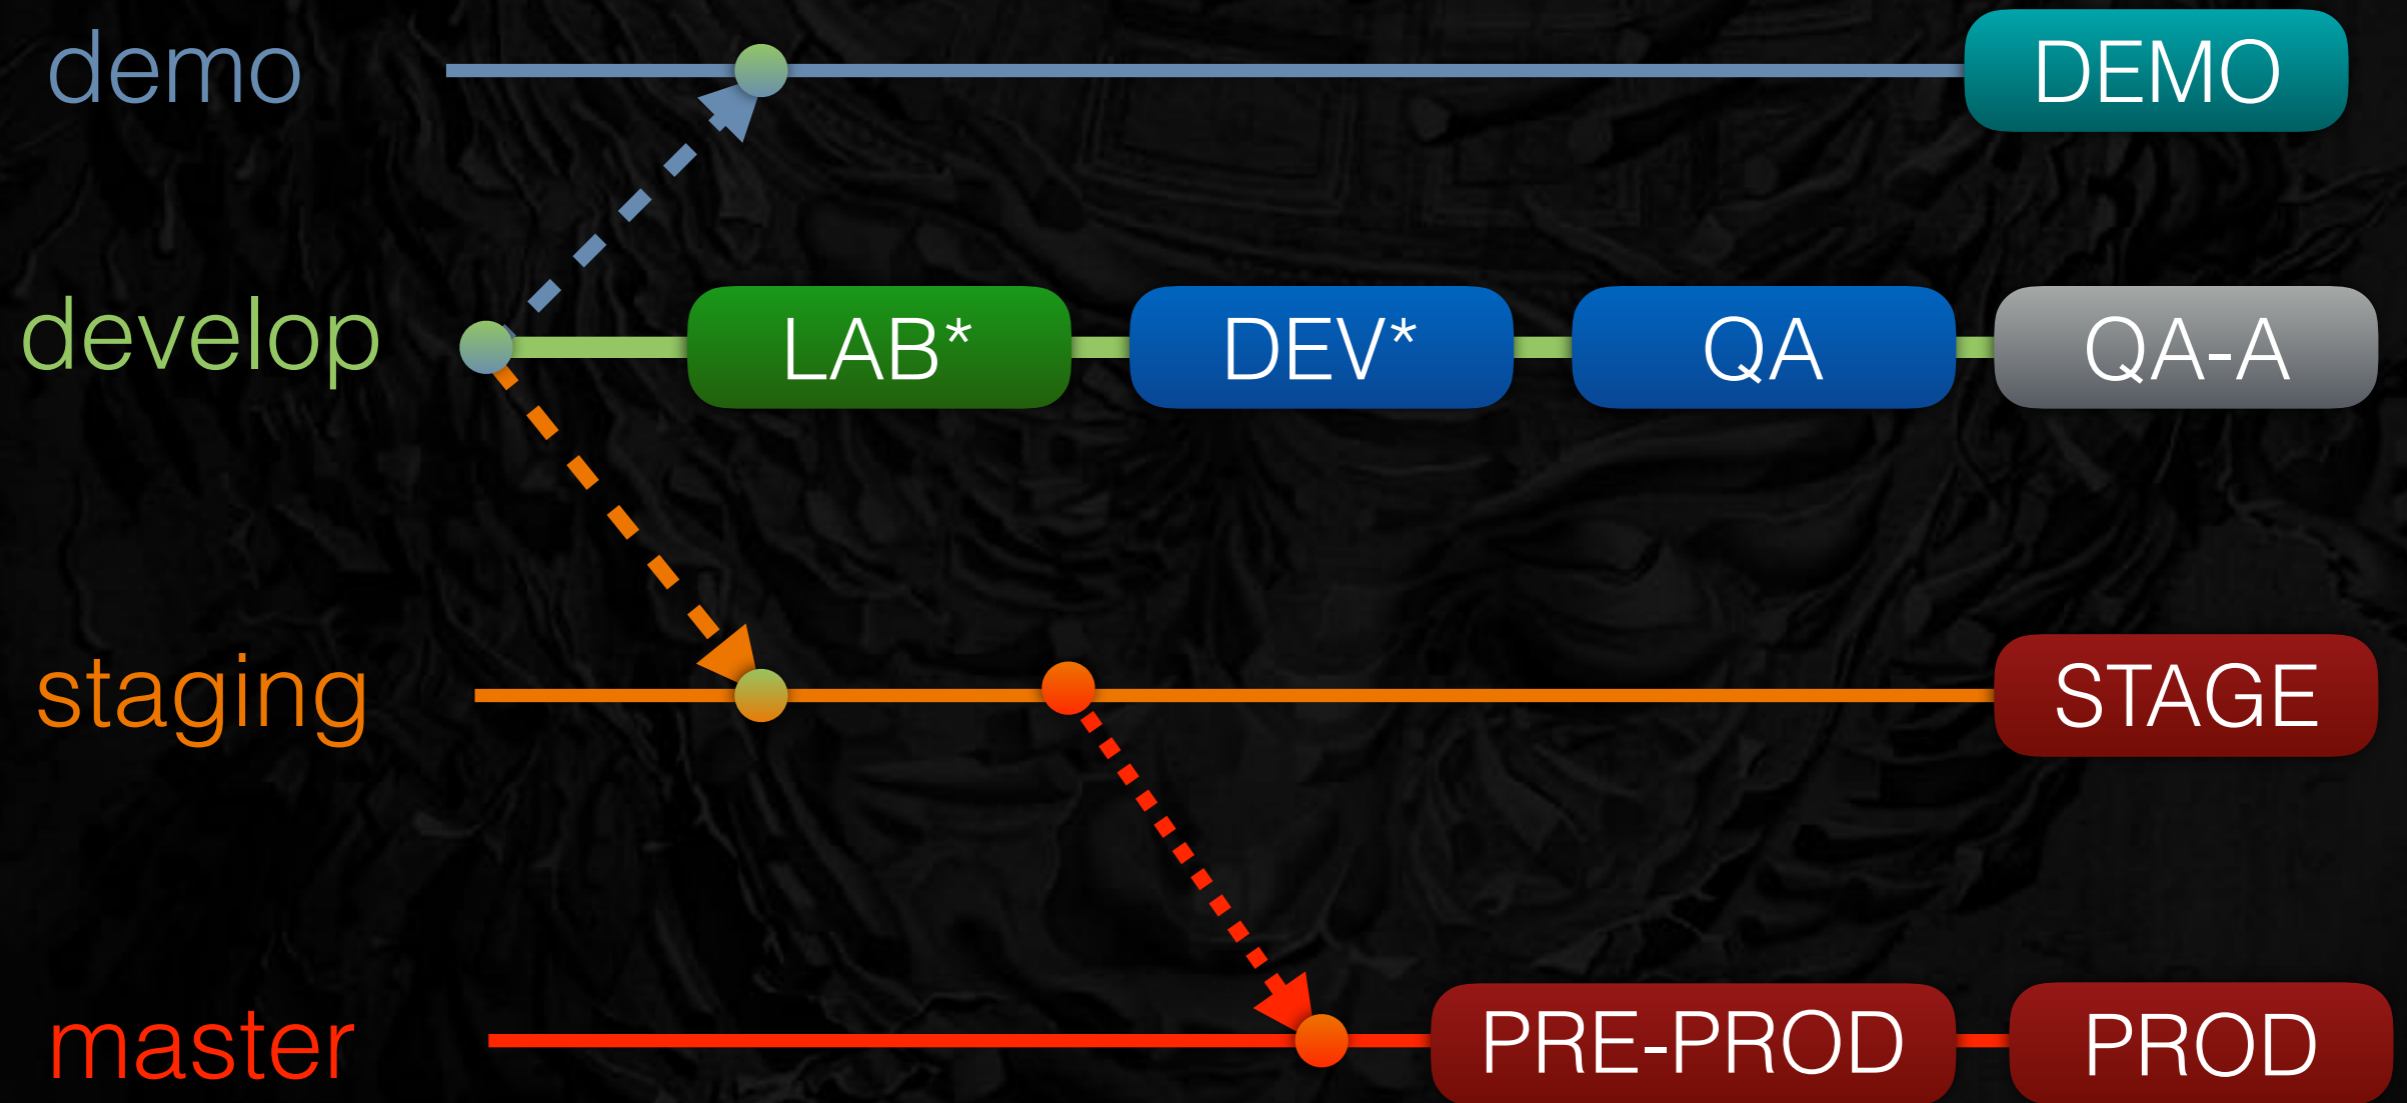 demo DEMO
develop LAB* DEV* QA QA-A
staging STAGE
master PRE-PROD PROD